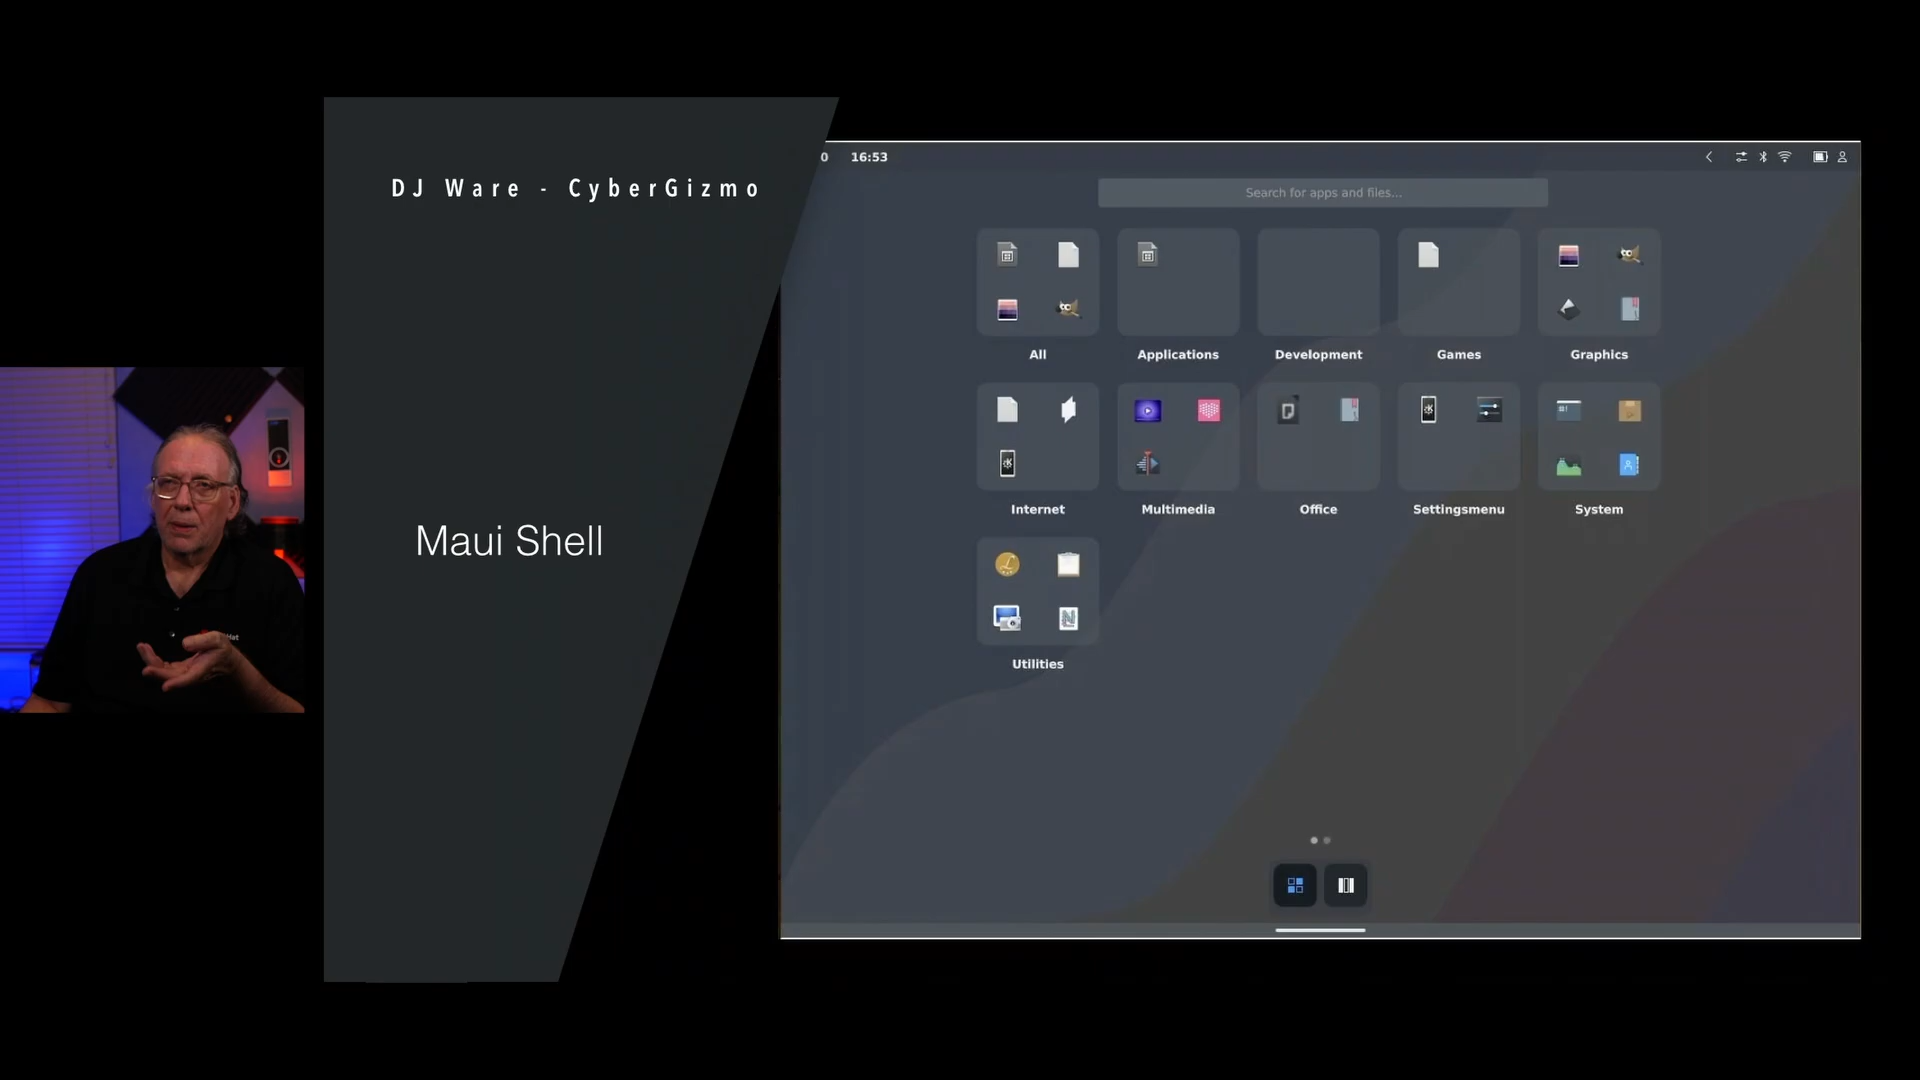 DJ Ware - CyberGizmo
Maui Shell
0 16:53
Search for apps and files...
All Applications Development Games Graphics
Internet Multimedia Office Settingsmenu System
Utilities